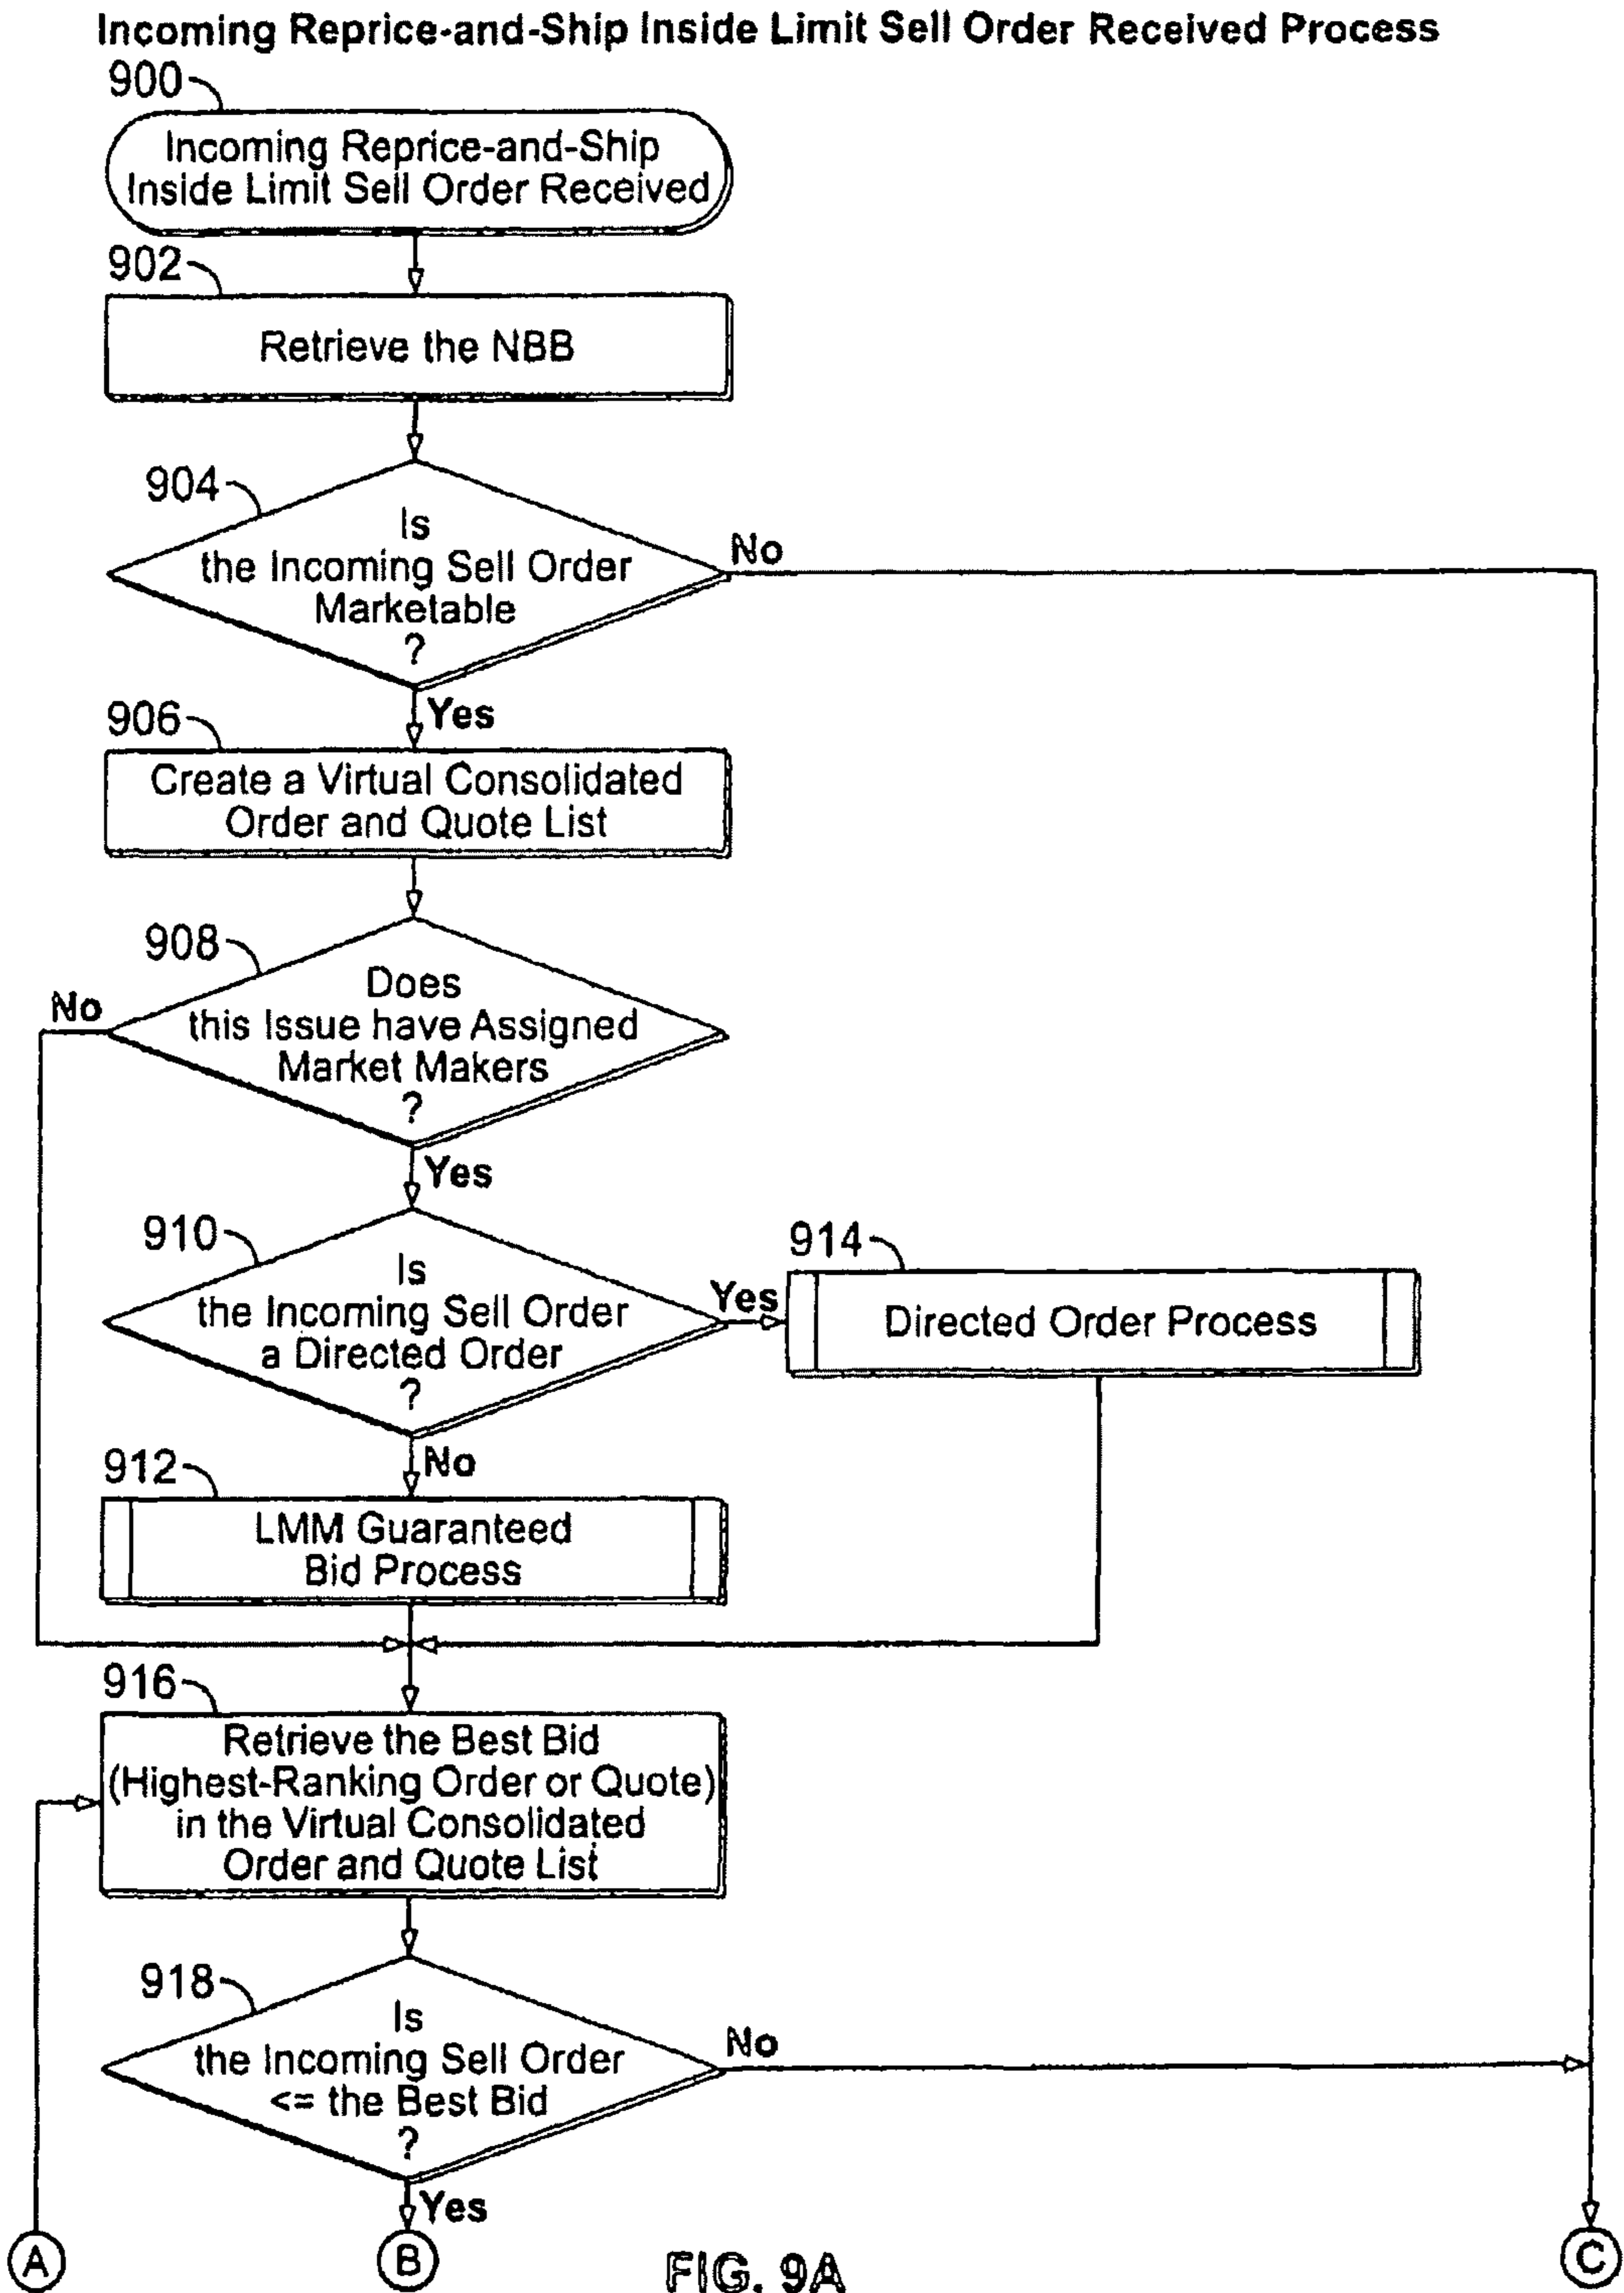 Incoming Reprice-and-Ship Inside Limit Sell Order Received Process
900
Incoming Reprice-and-Ship
Inside Limit Sell Order Received
902
Retrieve the NBB
904
Is
the Incoming Sell Order
Marketable
?
No
Yes
906
Create a Virtual Consolidated
Order and Quote List
908
Does
this Issue have Assigned
Market Makers
?
No
Yes
910
Is
the Incoming Sell Order
a Directed Order
?
Yes
914
Directed Order Process
No
912
LMM Guaranteed
Bid Process
916
Retrieve the Best Bid
(Highest-Ranking Order or Quote)
in the Virtual Consolidated
Order and Quote List
918
Is
the Incoming Sell Order
<= the Best Bid
?
No
Yes
A
B
C
FIG. 9A